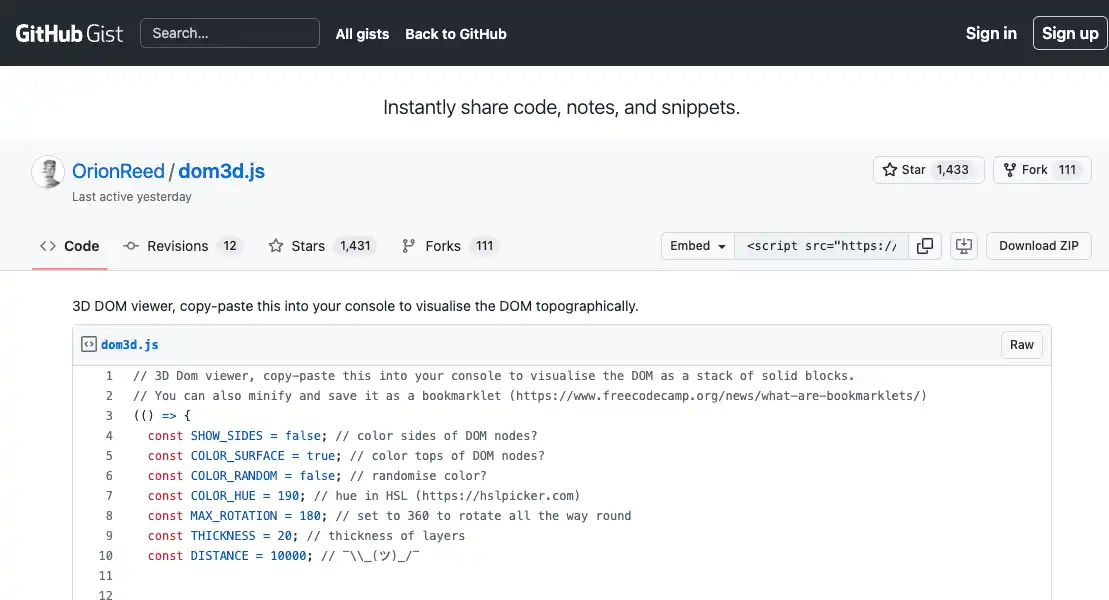 GitHub Gist Search... All gists Back to GitHub Sign in Sign up
Instantly share code, notes, and snippets.
OrionReed / dom3d.js
Last active yesterday
Star 1,433 Fork 111
Code Revisions 12 Stars 1,431 Forks 111 Embed <script src="https:// Download ZIP
3D DOM viewer, copy-paste this into your console to visualise the DOM topographically.
dom3d.js Raw
1 // 3D Dom viewer, copy-paste this into your console to visualise the DOM as a stack of solid blocks.
2 // You can also minify and save it as a bookmarklet (https://www.freecodecamp.org/news/what-are-bookmarklets/)
3 (() => {
4 const SHOW_SIDES = false; // color sides of DOM nodes?
5 const COLOR_SURFACE = true; // color tops of DOM nodes?
6 const COLOR_RANDOM = false; // randomise color?
7 const COLOR_HUE = 190; // hue in HSL (https://hslpicker.com)
8 const MAX_ROTATION = 180; // set to 360 to rotate all the way round
9 const THICKNESS = 20; // thickness of layers
10 const DISTANCE = 10000; // ¯\\_(ツ)_/¯
11
12